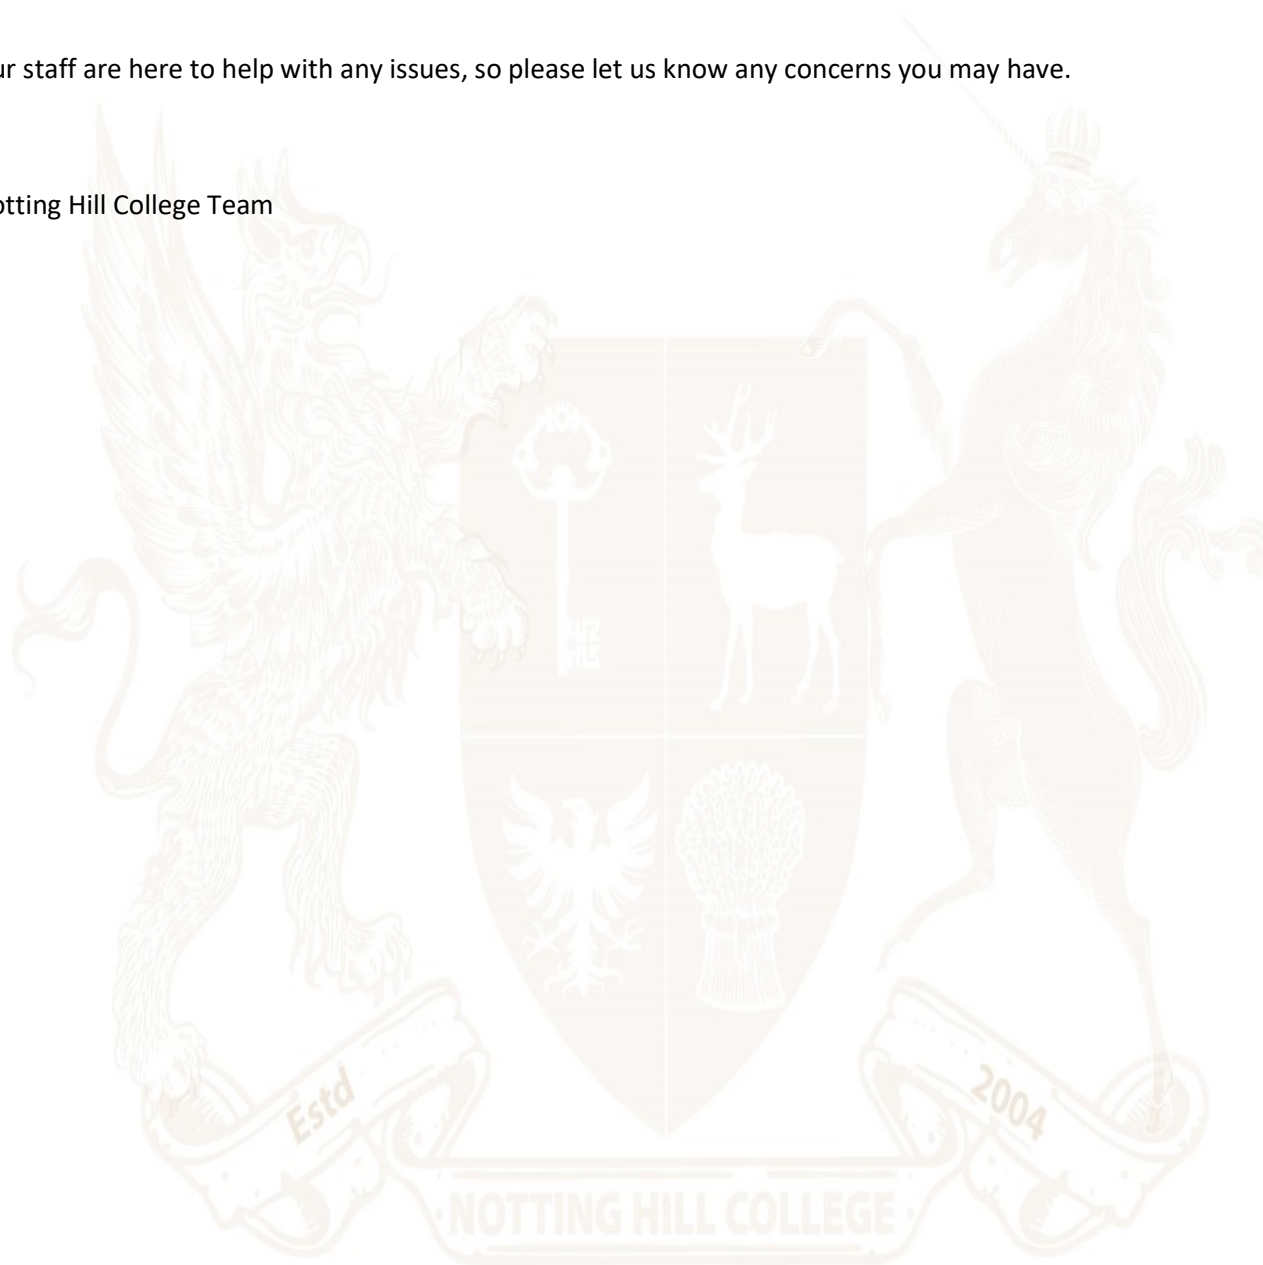 ur staff are here to help with any issues, so please let us know any concerns you may have.
otting Hill College Team
Estd
2004
NOTTING HILL COLLEGE